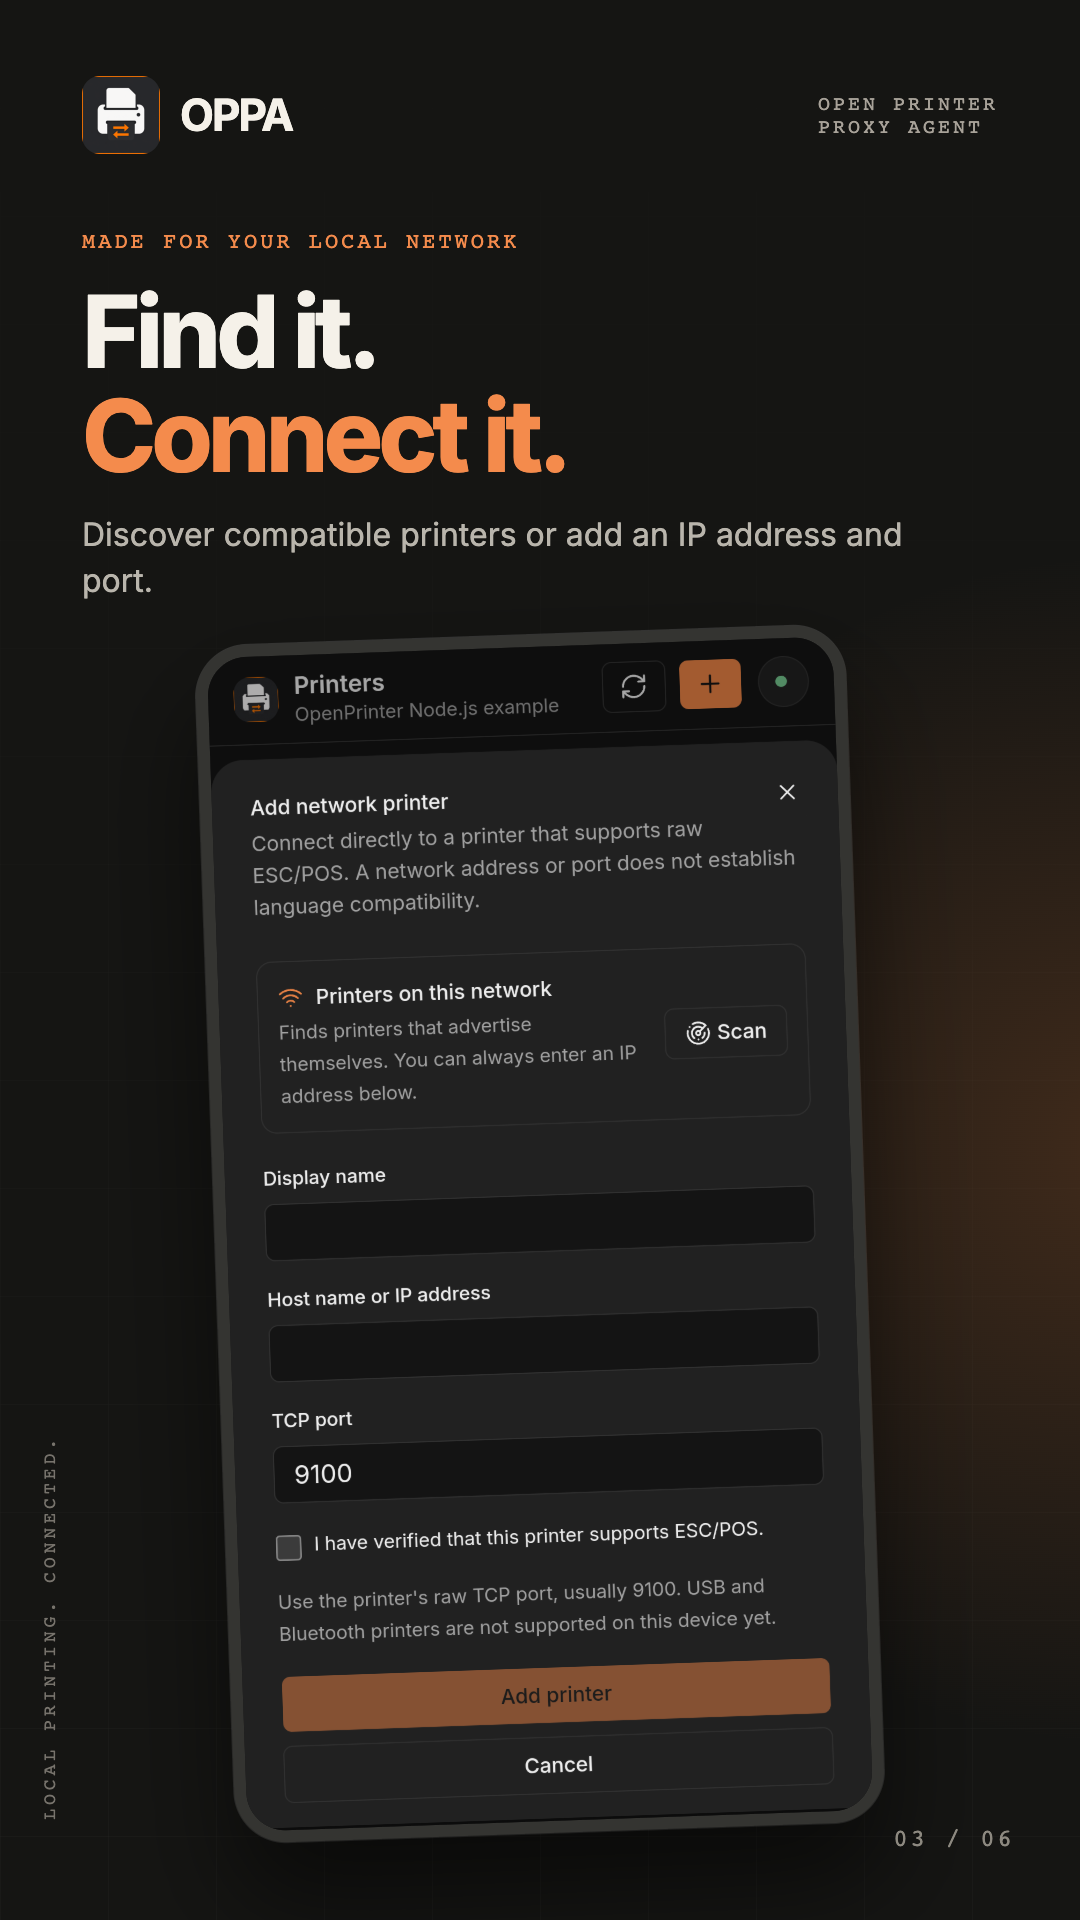 OPPA
OPEN PRINTER
PROXY AGENT
MADE FOR YOUR LOCAL NETWORK
Find it.
Connect it.
Discover compatible printers or add an IP address and
port.
Printers
OpenPrinter Node.js example
Add network printer
Connect directly to a printer that supports raw
ESC/POS. A network address or port does not establish
language compatibility.
Printers on this network
Finds printers that advertise
themselves. You can always enter an IP
address below.
Scan
Display name
Host name or IP address
TCP port
9100
I have verified that this printer supports ESC/POS.
Use the printer's raw TCP port, usually 9100. USB and
Bluetooth printers are not supported on this device yet.
Add printer
Cancel
LOCAL PRINTING. CONNECTED.
03 / 06